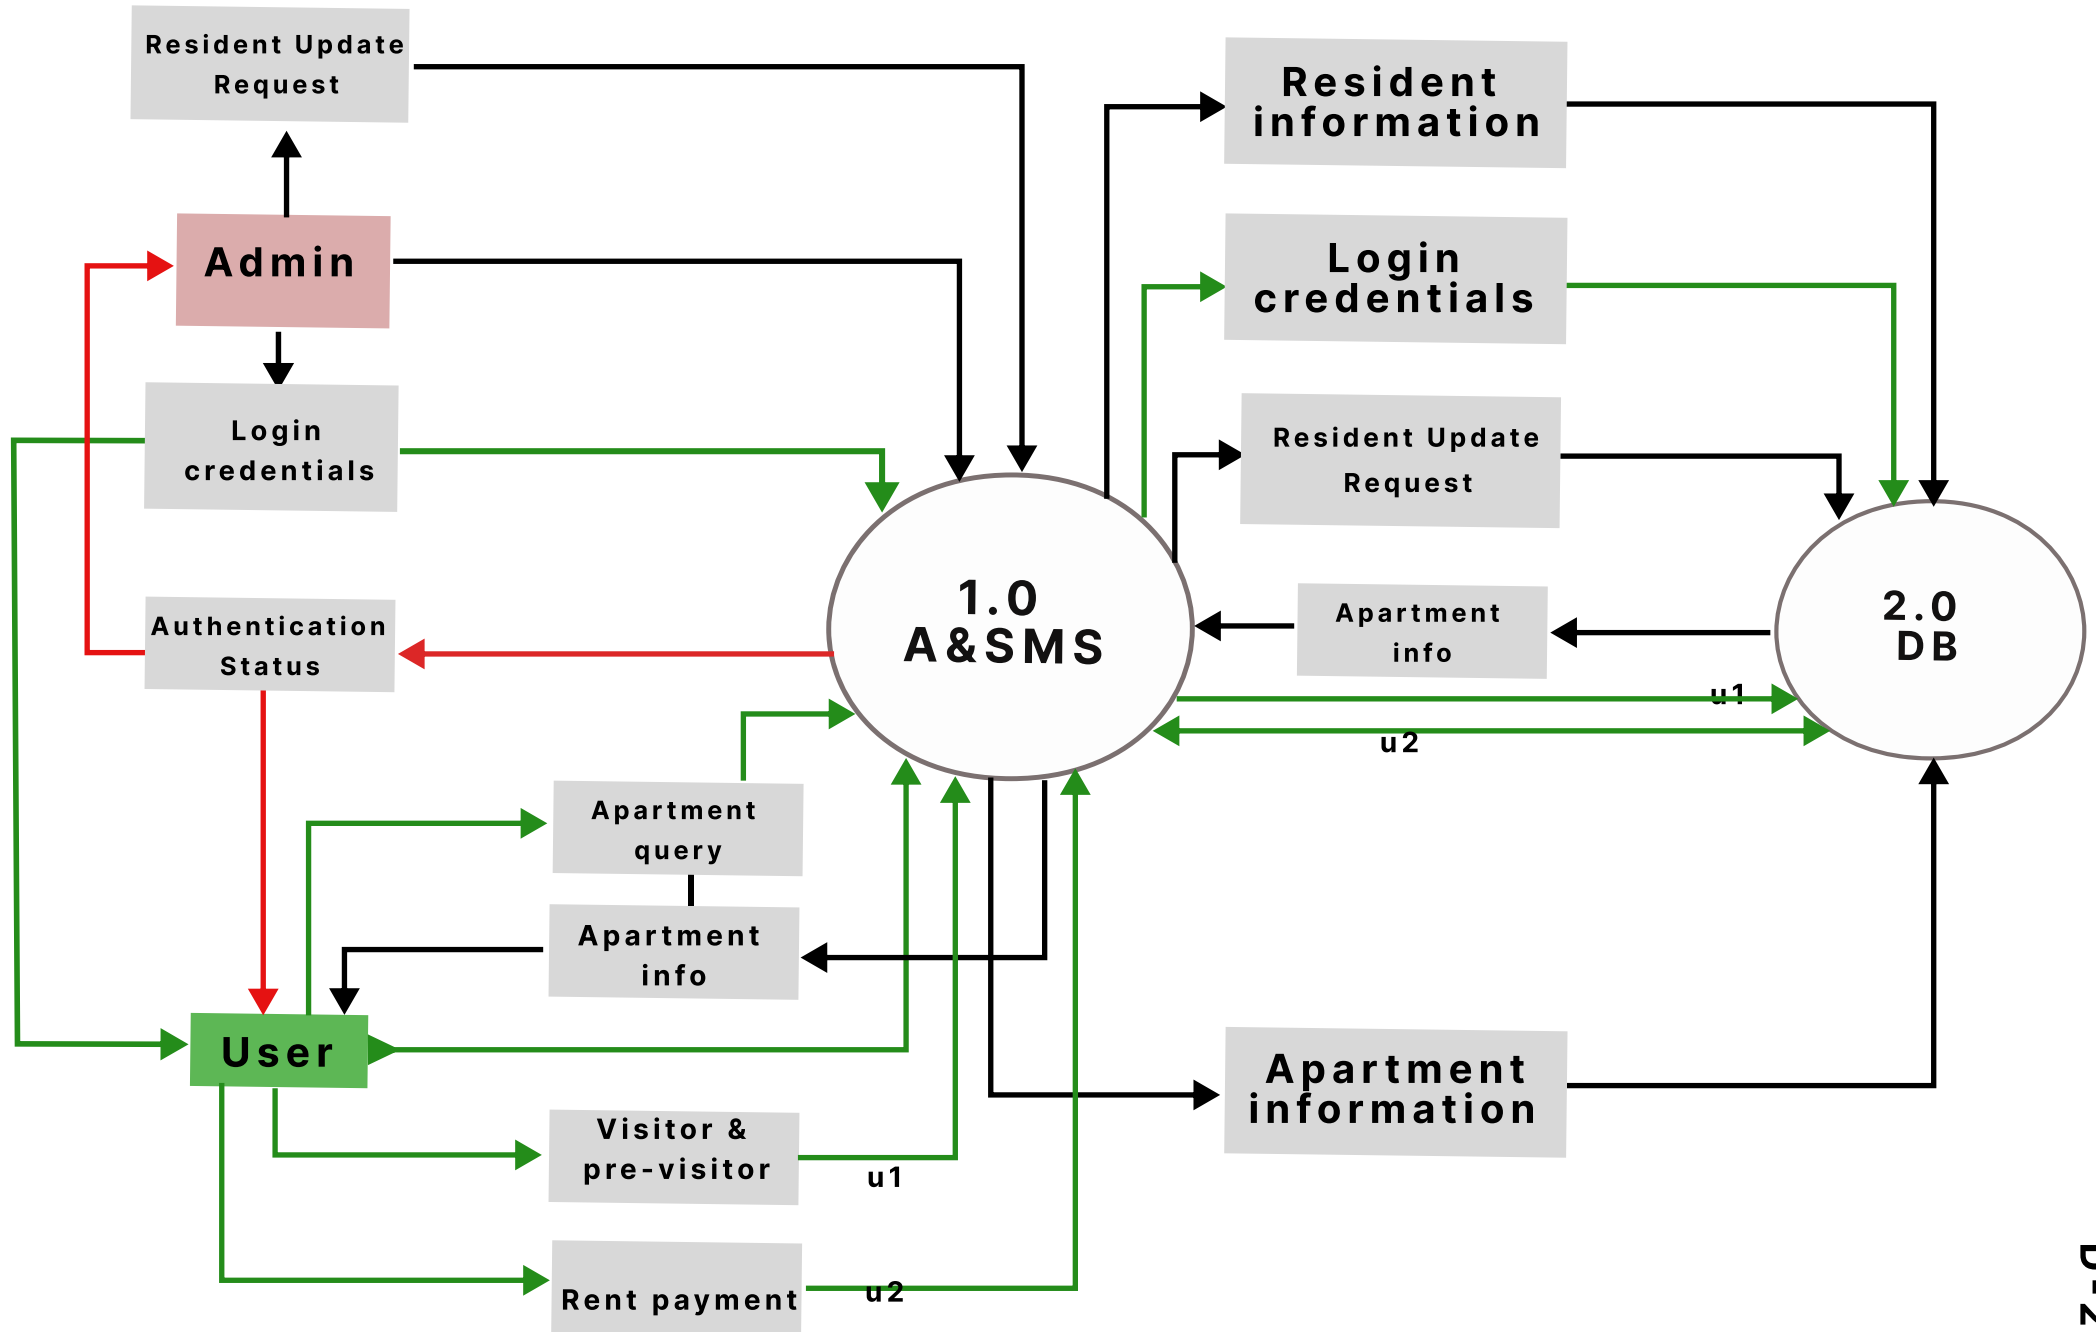 Resident Update
Request
Admin
Login
credentials
Authentication
Status
Apartment
query
Apartment
info
User
Visitor &
pre-visitor
u1
Rent payment
u2
1.0
A&SMS
Resident
information
Login
credentials
Resident Update
Request
Apartment
info
u1
u2
2.0
DB
Apartment
information